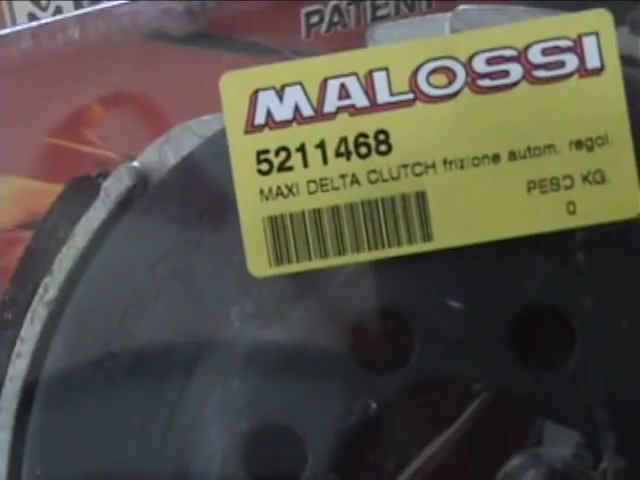 PATENT
MALOSSI
5211468
MAXI DELTA CLUTCH frizione autom. regol.
PESO KG.
0